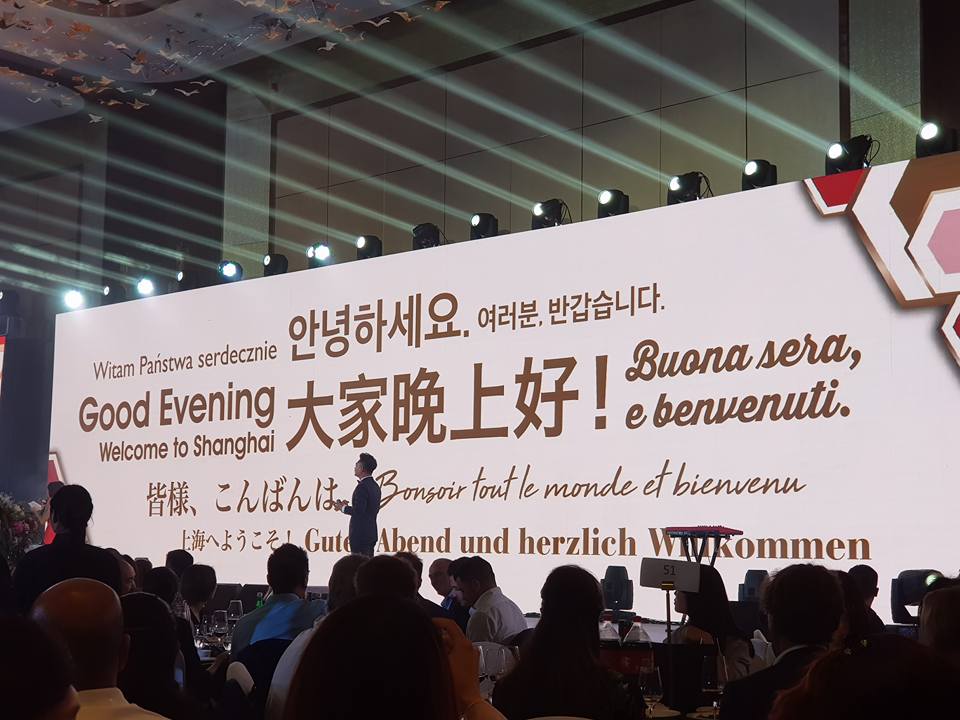 Witam Państwa serdecznie
안녕하세요. 여러분, 반갑습니다.
Good Evening
Welcome to Shanghai
大家晚上好!
Buona sera,
e benvenuti.
皆様、こんばんは。
Bonsoir tout le monde et bienvenu
上海へようこそ!
Guten Abend und herzlich Willkommen
51